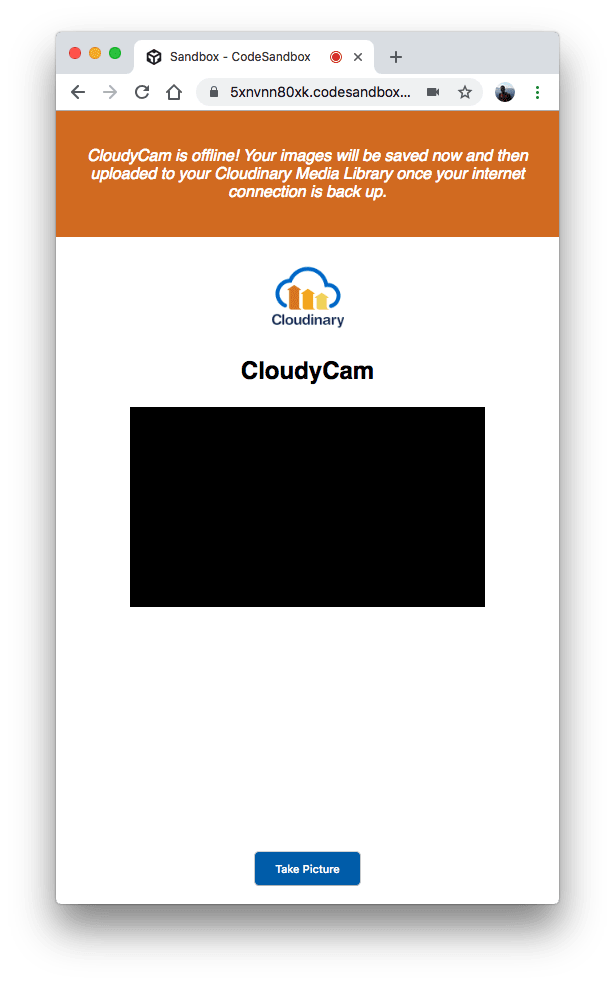 Sandbox - CodeSandbox
5xnvnn80xk.codesandbox...
CloudyCam is offline! Your images will be saved now and then
uploaded to your Cloudinary Media Library once your internet
connection is back up.
Cloudinary
CloudyCam
Take Picture